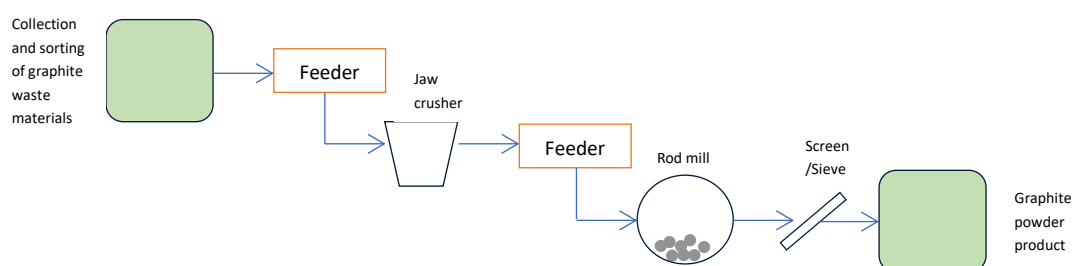 Collection
and sorting
of graphite
waste
materials
Feeder
Jaw
crusher
Feeder
Rod mill
Screen
/Sieve
Graphite
powder
product